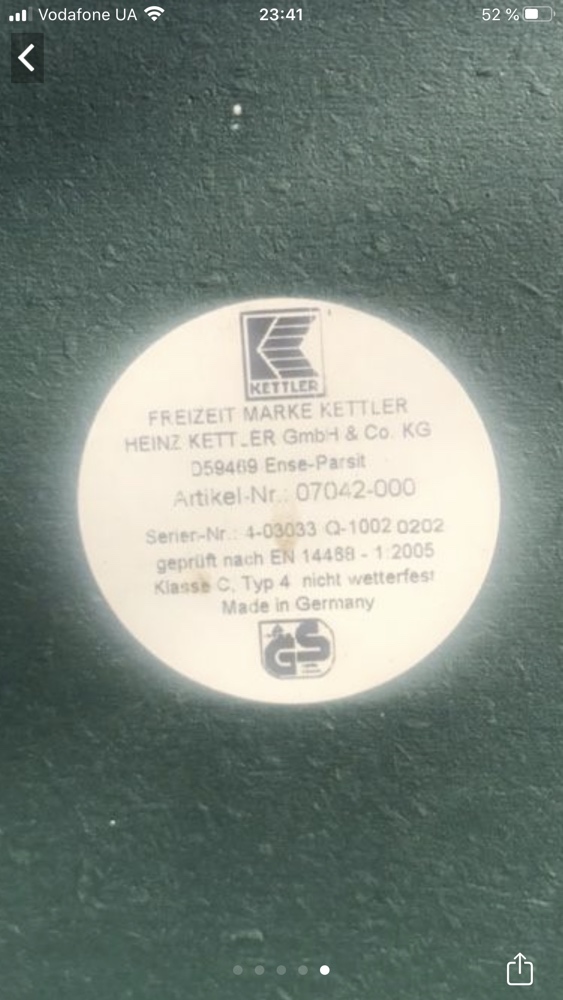 Vodafone UA
23:41
52 %
KETTLER
FREIZEIT MARKE KETTLER
HEINZ KETTLER GmbH & Co. KG
D59469 Ense-Parsit
Artikel-Nr.: 07042-000
Serien-Nr.: 4-03033 Q-1002 0202
geprüft nach EN 14468 - 1:2005
Klasse C, Typ 4 nicht wetterfest
Made in Germany
GS